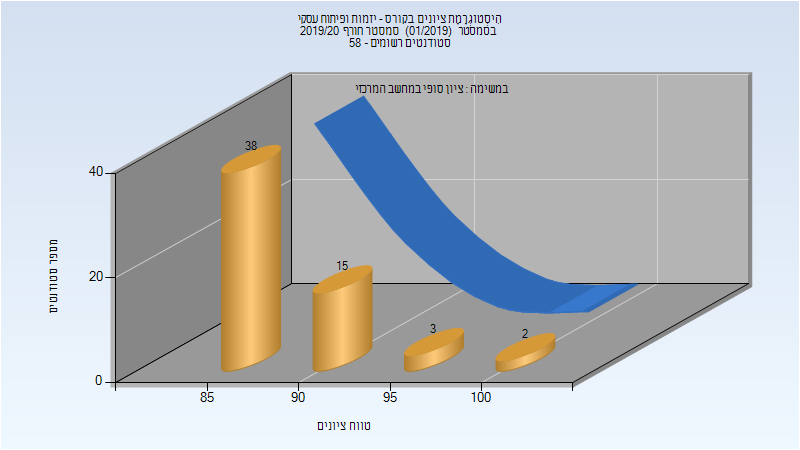 היסטוגרמת ציונים בקורס - יזמות ופיתוח עסקי
בסמסטר (01/2019) סמסטר חורף 2019/20
סטודנטים רשומים - 58
במשימה : ציון סופי במחשב המרכזי
38
40
15
20
3
2
0
85
90
95
100
מספר סטודנטים
טווח ציונים